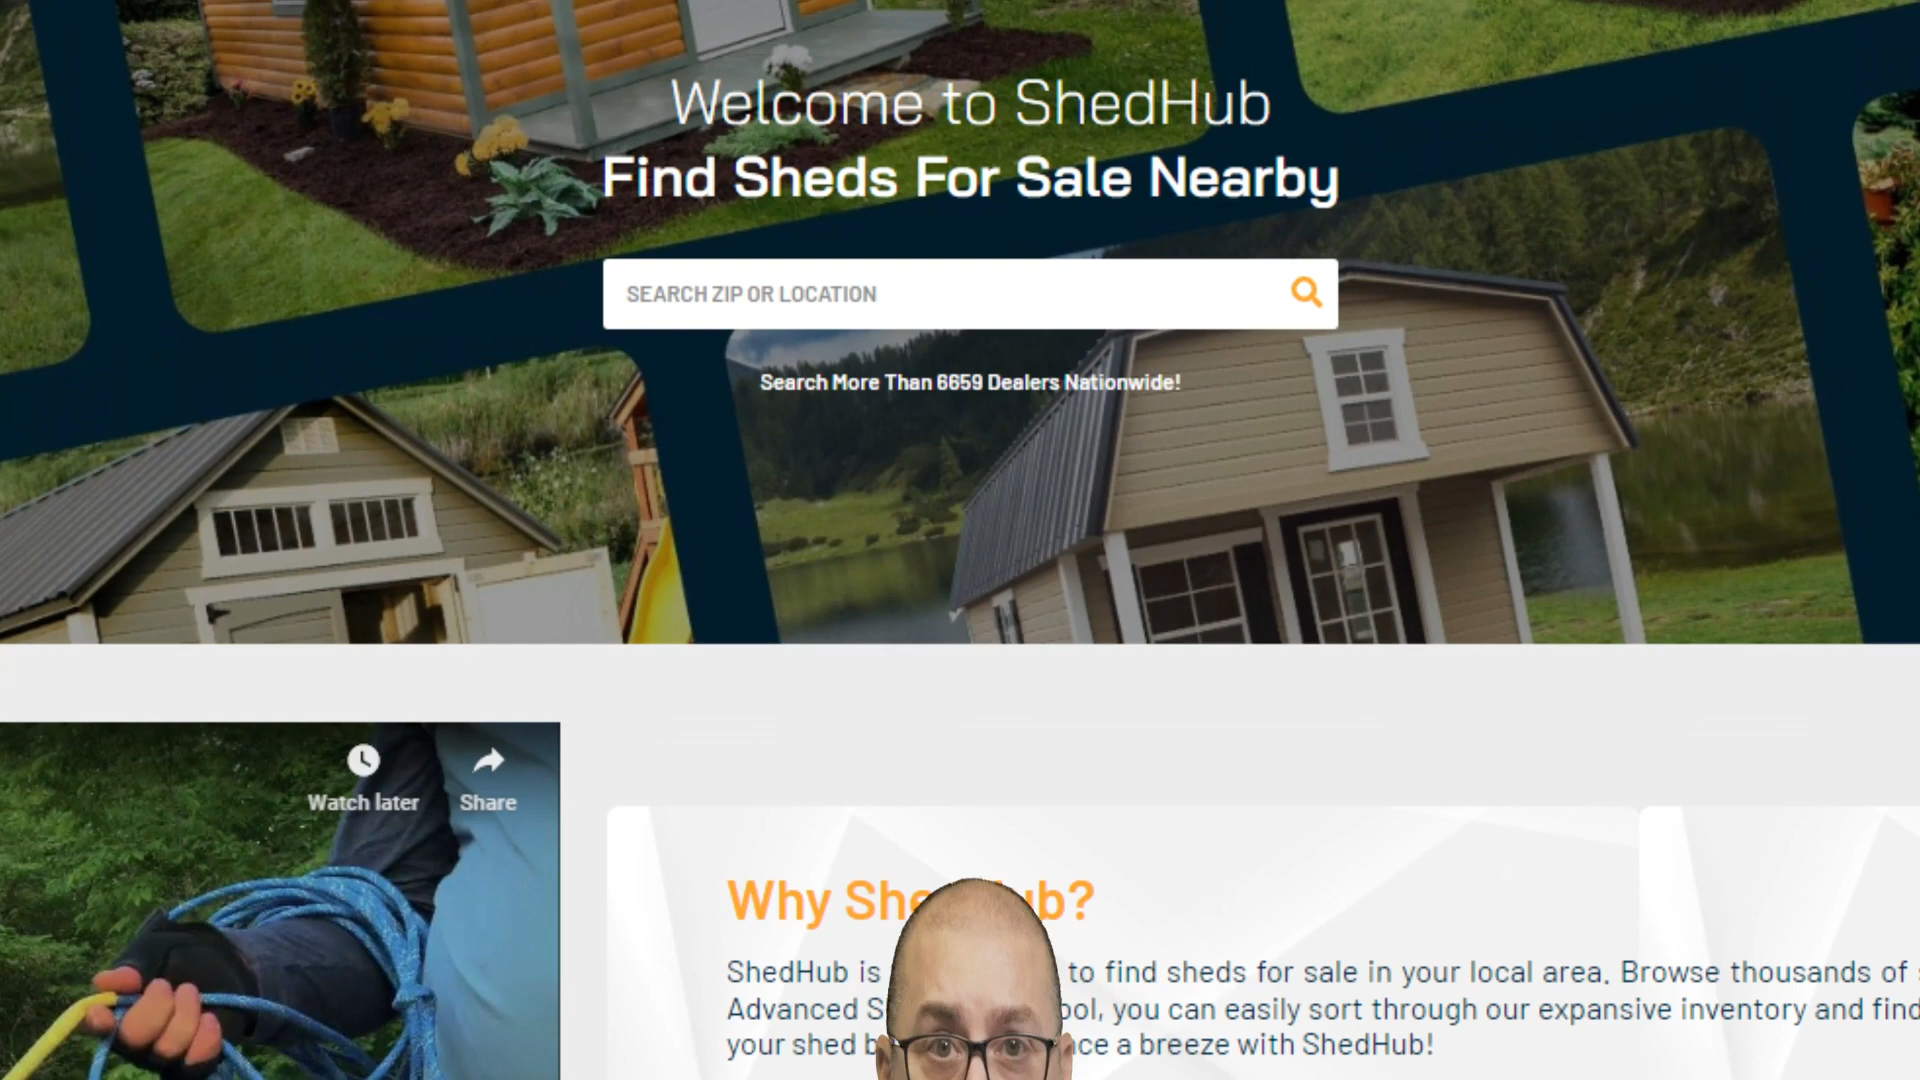 Welcome to ShedHub
Find Sheds For Sale Nearby
SEARCH ZIP OR LOCATION
Search More Than 6659 Dealers Nationwide!
Watch later
Share
Why She ub?
ShedHub is to find sheds for sale in your local area. Browse thousands of
Advanced S ool, you can easily sort through our expansive inventory and find
your shed b nce a breeze with ShedHub!